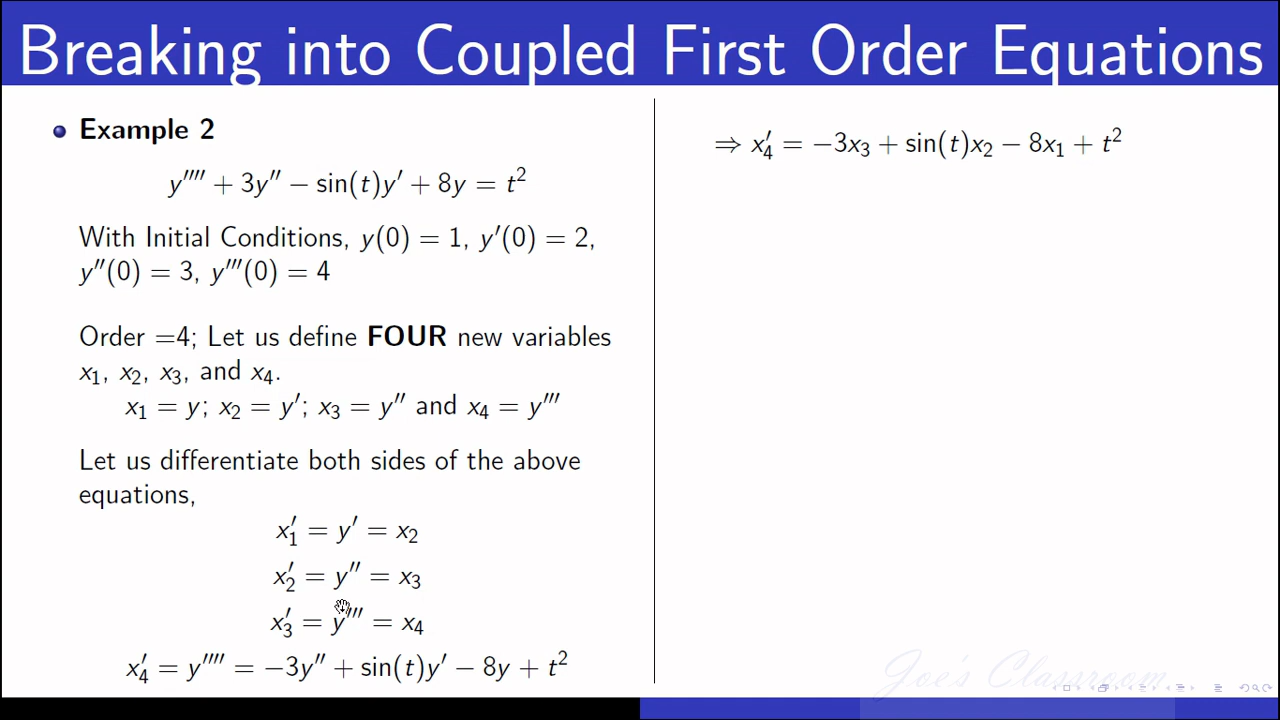 Breaking into Coupled First Order Equations
Example 2
y'''' + 3y'' − sin(t)y' + 8y = t²
With Initial Conditions, y(0) = 1, y'(0) = 2,
y''(0) = 3, y'''(0) = 4
Order =4; Let us define FOUR new variables
x₁, x₂, x₃, and x₄.
x₁ = y; x₂ = y'; x₃ = y'' and x₄ = y'''
Let us differentiate both sides of the above
equations,
x₁' = y' = x₂
x₂' = y'' = x₃
x₃' = y''' = x₄
x₄' = y'''' = −3y'' + sin(t)y' − 8y + t²
⇒ x₄' = −3x₃ + sin(t)x₂ − 8x₁ + t²
Joe's Classroom